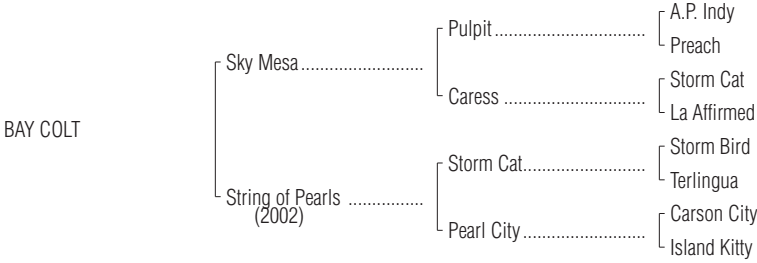 A.P. Indy
Pulpit..............................
Preach
Sky Mesa........................
Storm Cat
Caress ............................
La Affirmed
BAY COLT
Storm Bird
Storm Cat........................
Terlingua
String of Pearls ...............
(2002)
Carson City
Pearl City........................
Island Kitty